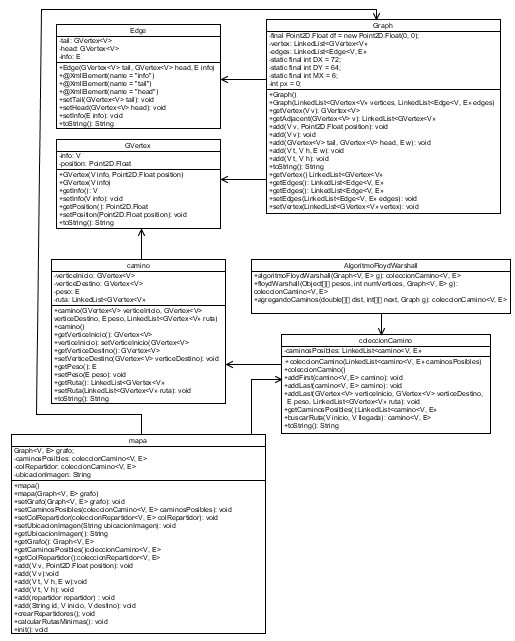 Edge
-tail: GVertex<V>
-head: GVertex<V>
-info: E
+Edge(GVertex<V> tail, GVertex<V> head, E info)
+@XmlElement(name = "info")
+@XmlElement(name = "tail")
+@XmlElement(name = "head")
+setTail(GVertex<V> tail): void
+setHead(GVertex<V> head): void
+setInfo(E info): void
+toString(): String
Graph
-final Point2D.Float df = new Point2D.Float(0, 0);
-vertex: LinkedList<GVertex<V>>
-edges: LinkedList<Edge<V, E>>
-static final int DX = 72;
-static final int DY = 64;
-static final int MX = 6;
-int px = 0;
+Graph()
+Graph(LinkedList<GVertex<V>> vertices, LinkedList<Edge<V, E>> edges)
+getVertex(V v): GVertex<V>
+getAdjacent(GVertex<V> v): LinkedList<GVertex<V>>
+add(V v, Point2D.Float position): void
+add(V v): void
+add(GVertex<V> tail, GVertex<V> head, E w): void
+add(V t, V h, E w): void
+add(V t, V h): void
+toString(): String
+getVertex() LinkedList<GVertex<V>>
+getEdges(): LinkedList<Edge<V, E>>
+getEdges(): LinkedList<Edge<V, E>>
+setEdges(LinkedList<Edge<V, E>> edges): void
+setVertex(LinkedList<GVertex<V>> vertex): void
GVertex
-info: V
-position: Point2D.Float
+GVertex(V info, Point2D.Float position)
+GVertex(V info)
+getInfo(): V
+setInfo(V info): void
+getPosition(): Point2D.Float
+setPosition(Point2D.Float position): void
+toString(): String
camino
-verticeInicio: GVertex<V>
-verticeDestino: GVertex<V>
-peso: E
-ruta: LinkedList<GVertex<V>>
+camino(GVertex<V> verticeInicio, GVertex<V>
verticeDestino, E peso, LinkedList<GVertex<V>> ruta)
+camino()
+getVerticeInicio(): GVertex<V>
+verticeInicio): setVerticeInicio(GVertex<V>
+getVerticeDestino(): GVertex<V>
+setVerticeDestino(GVertex<V> verticeDestino): void
+getPeso(): E
+setPeso(E peso): void
+getRuta(): LinkedList<GVertex<V>>
+setRuta(LinkedList<GVertex<V>> ruta): void
+toString(): String
AlgoritmoFloydWarshall
+algoritmoFloydWarshall(Graph<V, E> g): coleccionCamino<V, E>
+floydWarshall(Object[][] pesos, int numVertices, Graph<V, E> g):
coleccionCamino<V, E>
+agregandoCaminos(double[][] dist, int[][] next, Graph g): coleccionCamino<V, E>
coleccionCamino
-caminosPosibles: LinkedList<camino<V, E>>
+coleccionCamino(LinkedList<camino<V, E>> caminosPosibles)
+coleccionCamino()
+addFirst(camino<V, E> camino): void
+addLast(camino<V, E> camino): void
+addLast(GVertex<V> verticeInicio, GVertex<V> verticeDestino,
E peso, LinkedList<GVertex<V>> ruta): void
+getCaminosPosibles():LinkedList<camino<V, E>>
+buscarRuta(V inicio, V llegada): camino<V, E>
+toString(): String
mapa
Graph<V, E> grafo;
-caminosPosibles: coleccionCamino<V, E>
-colRepartidor: coleccionCamino<V, E>
-ubicacionImagen: String
+mapa()
+mapa(Graph<V, E> grafo)
+setGrafo(Graph<V, E> grafo): void
+setCaminosPosibles(coleccionCamino<V, E> caminosPosibles): void
+setColRepartidor(coleccionRepartidor<V, E> colRepartidor): void
+setUbicacionImagen(String ubicacionImagen): void
+getUbicacionImagen(): String
+getGrafo(): Graph<V, E>
+getCaminosPosibles():coleccionCamino<V, E>
+getColRepartidor():coleccionRepartidor<V, E>
+add(V v, Point2D.Float position): void
+add(V v):void
+add(V t, V h, E w):void
+add(V t, V h): void
+add(repartidor repartidor) : void
+add(String id, V inicio, V destino): void
+crearRepartidores(): void
+calcularRutasMinimas(): void
+init(): void